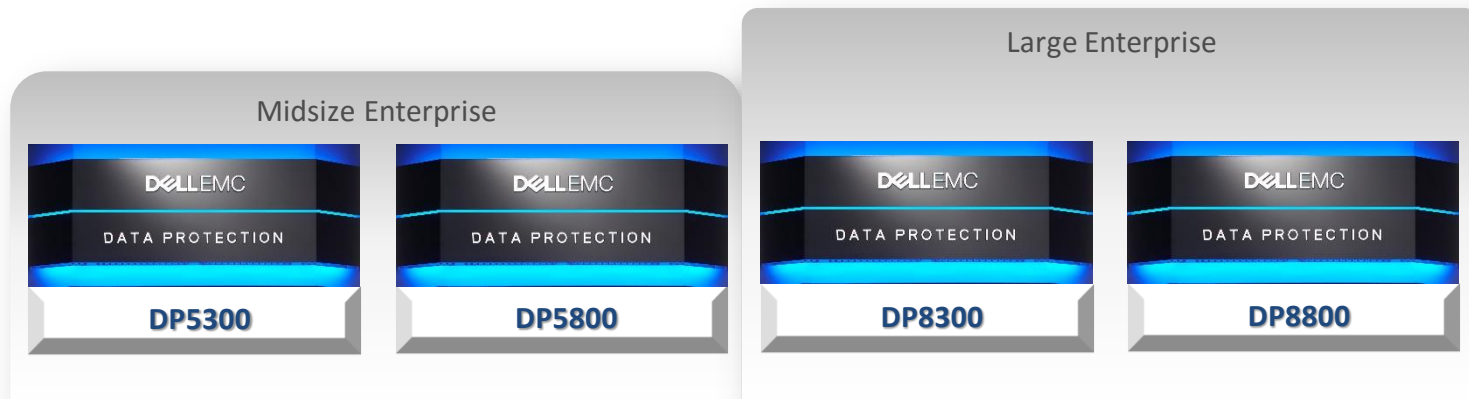 Large Enterprise
Midsize Enterprise
DELLEMC
DATA PROTECTION
DP5300
DELLEMC
DATA PROTECTION
DP5800
DELLEMC
DATA PROTECTION
DP8300
DELLEMC
DATA PROTECTION
DP8800